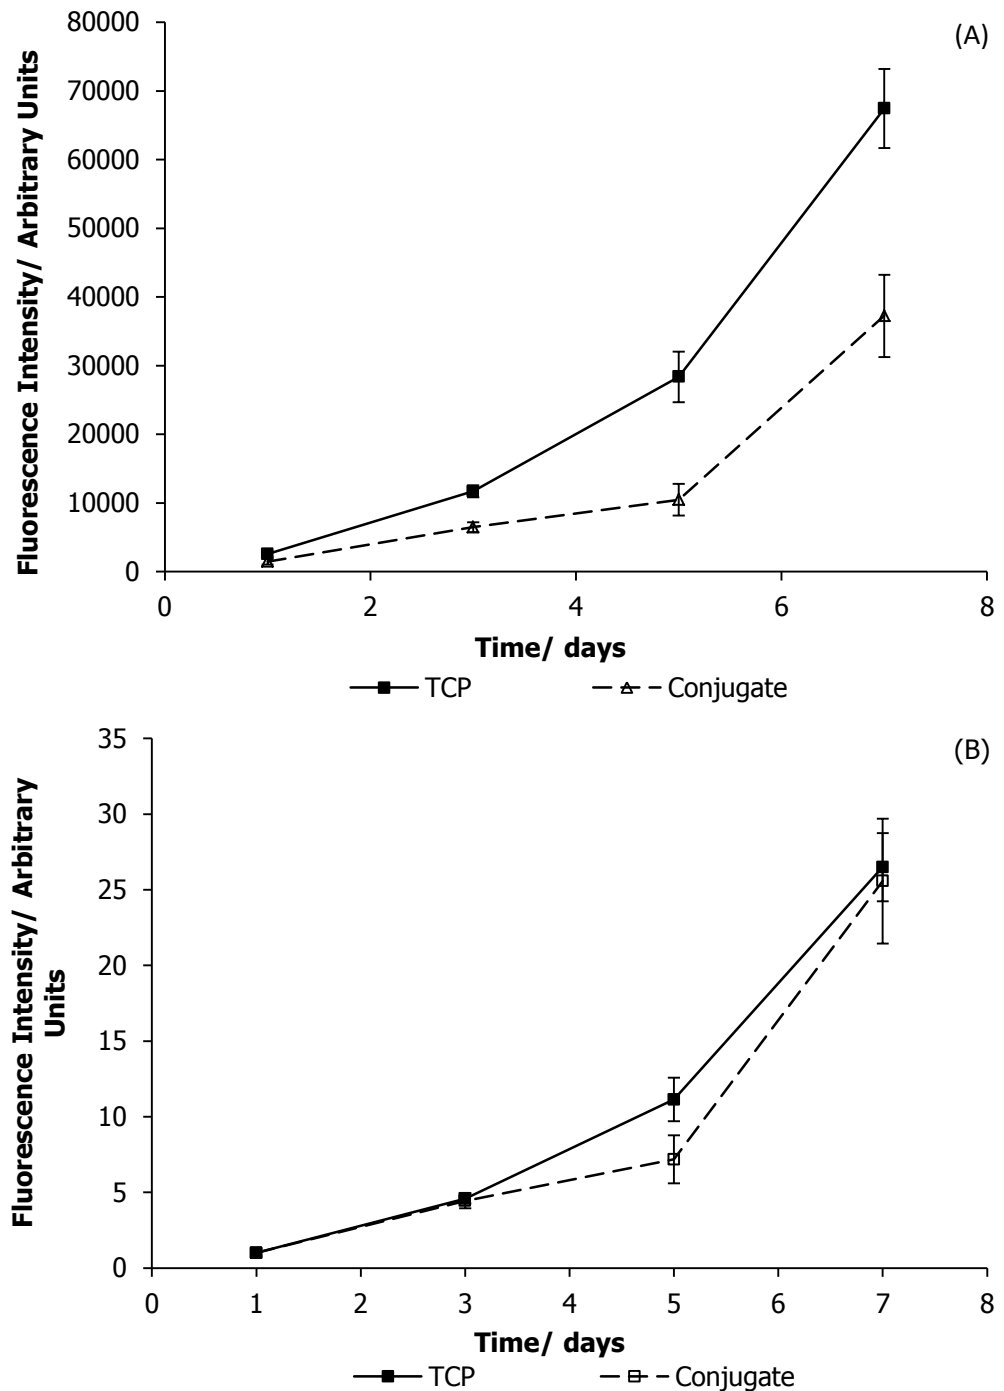 (A)
Fluorescence Intensity/ Arbitrary Units
80000
70000
60000
50000
40000
30000
20000
10000
0
0 2 4 6 8
Time/ days
TCP Conjugate
(B)
Fluorescence Intensity/ Arbitrary
Units
35
30
25
20
15
10
5
0
0 1 2 3 4 5 6 7 8
Time/ days
TCP Conjugate